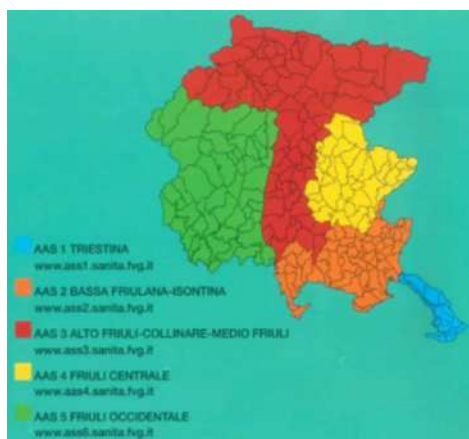 AAS 1 TRIESTINA
www.ass1.sanita.fvg.it
AAS 2 BASSA FRIULANA-ISONTINA
www.ass2.sanita.fvg.it
AAS 3 ALTO FRIULI-COLLINARE-MEDIO FRIULI
www.ass3.sanita.fvg.it
AAS 4 FRIULI CENTRALE
www.aas4.sanita.fvg.it
AAS 5 FRIULI OCCIDENTALE
www.ass6.sanita.fvg.it